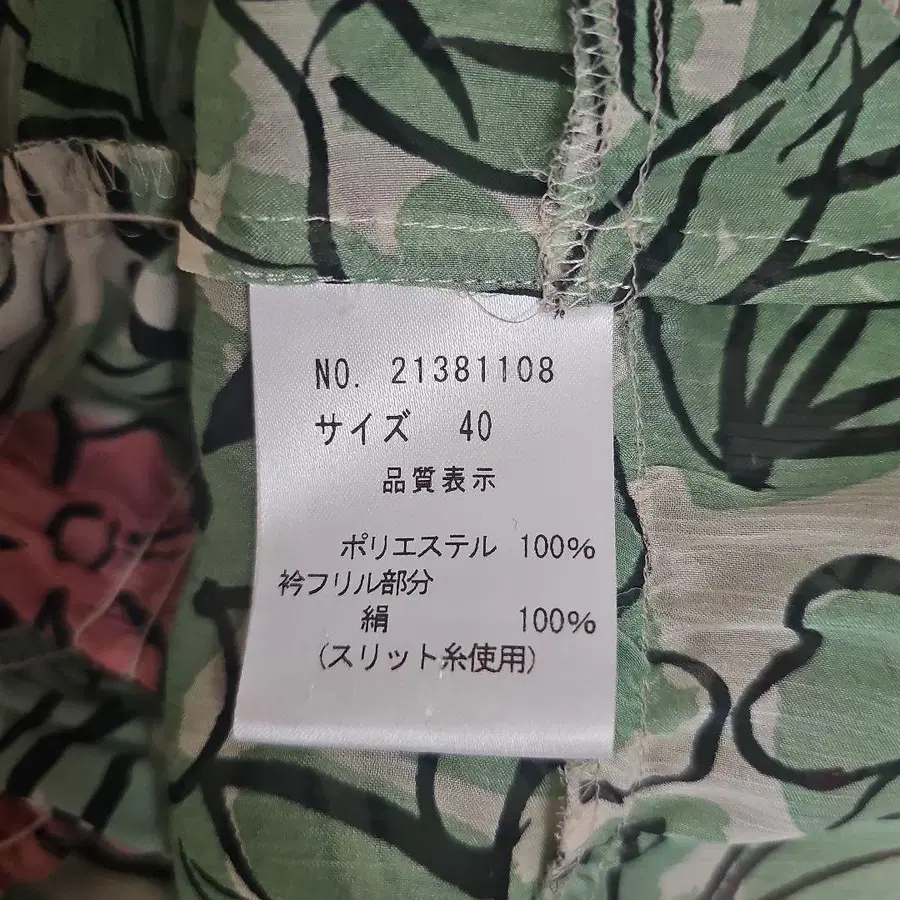 NO. 21381108
サイズ 40
品質表示
ポリエステル 100%
衿フリル部分
絹 100%
(スリット糸使用)